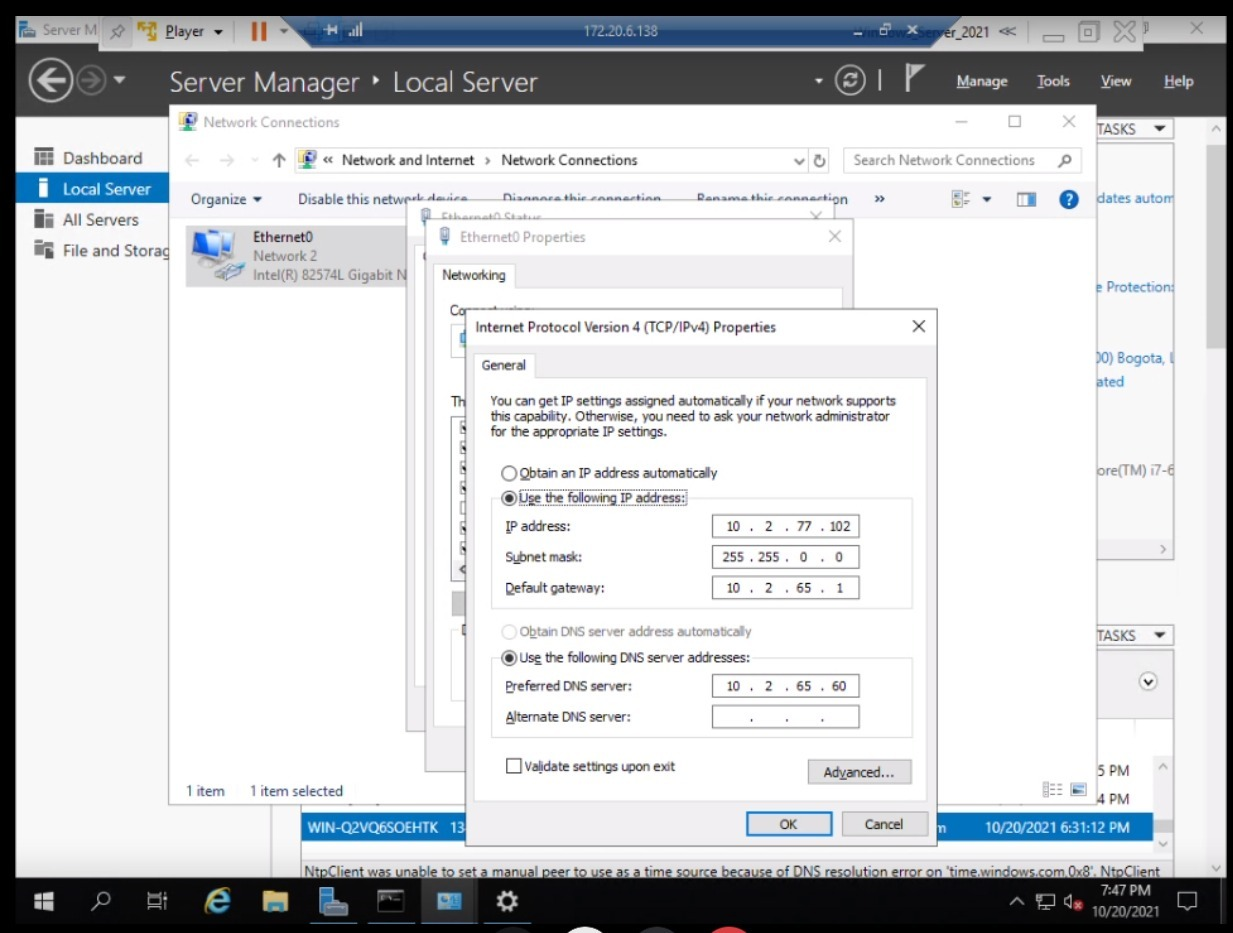 Server M
Player
172.20.6.138
er_2021
Server Manager
Local Server
Manage
Tools
View
Help
Network Connections
TASKS
Dashboard
Local Server
All Servers
File and Storag
« Network and Internet > Network Connections
Search Network Connections
Organize
Disable this network device
Diagnose this connection
Rename this connection
»
dates autom
Ethernet0
Network 2
Intel(R) 82574L Gigabit N
Ethernet0 Status
Ethernet0 Properties
Networking
e Protection:
Internet Protocol Version 4 (TCP/IPv4) Properties
General
00) Bogota, L
ated
Th
You can get IP settings assigned automatically if your network supports
this capability. Otherwise, you need to ask your network administrator
for the appropriate IP settings.
Obtain an IP address automatically
ore(TM) i7-6
Use the following IP address:
IP address:
10 . 2 . 77 . 102
Subnet mask:
255 . 255 . 0 . 0
Default gateway:
10 . 2 . 65 . 1
Obtain DNS server address automatically
TASKS
Use the following DNS server addresses:
Preferred DNS server:
10 . 2 . 65 . 60
Alternate DNS server:
. . .
Validate settings upon exit
Advanced...
5 PM
1 item
1 item selected
4 PM
OK
Cancel
WIN-Q2VQ6SOEHTK 13
m
10/20/2021 6:31:12 PM
NtpClient was unable to set a manual peer to use as a time source because of DNS resolution error on 'time.windows.com,0x8'. NtpClient
7:47 PM
10/20/2021